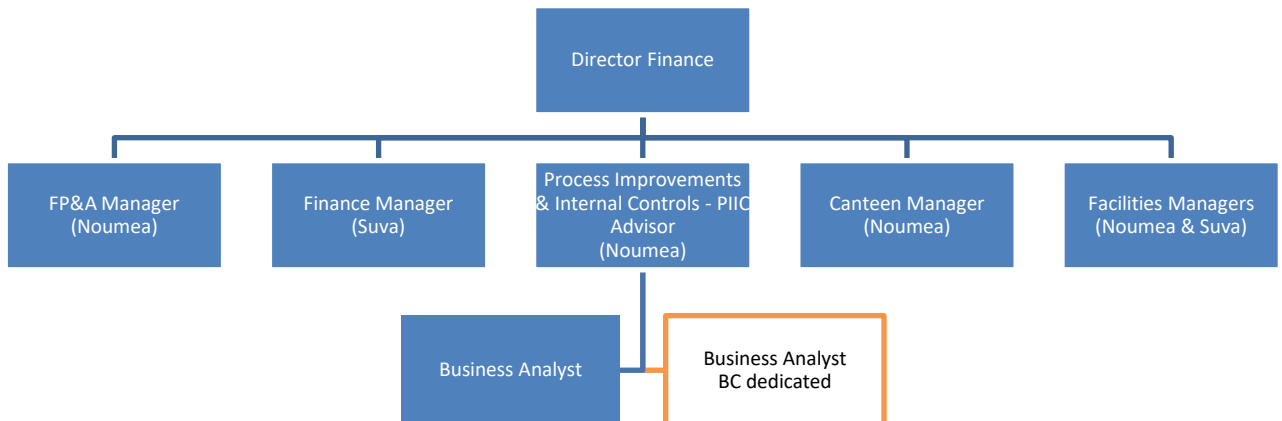 Director Finance
FP&A Manager
(Noumea)
Finance Manager
(Suva)
Process Improvements
& Internal Controls - PIIC
Advisor
(Noumea)
Canteen Manager
(Noumea)
Facilities Managers
(Noumea & Suva)
Business Analyst
Business Analyst
BC dedicated